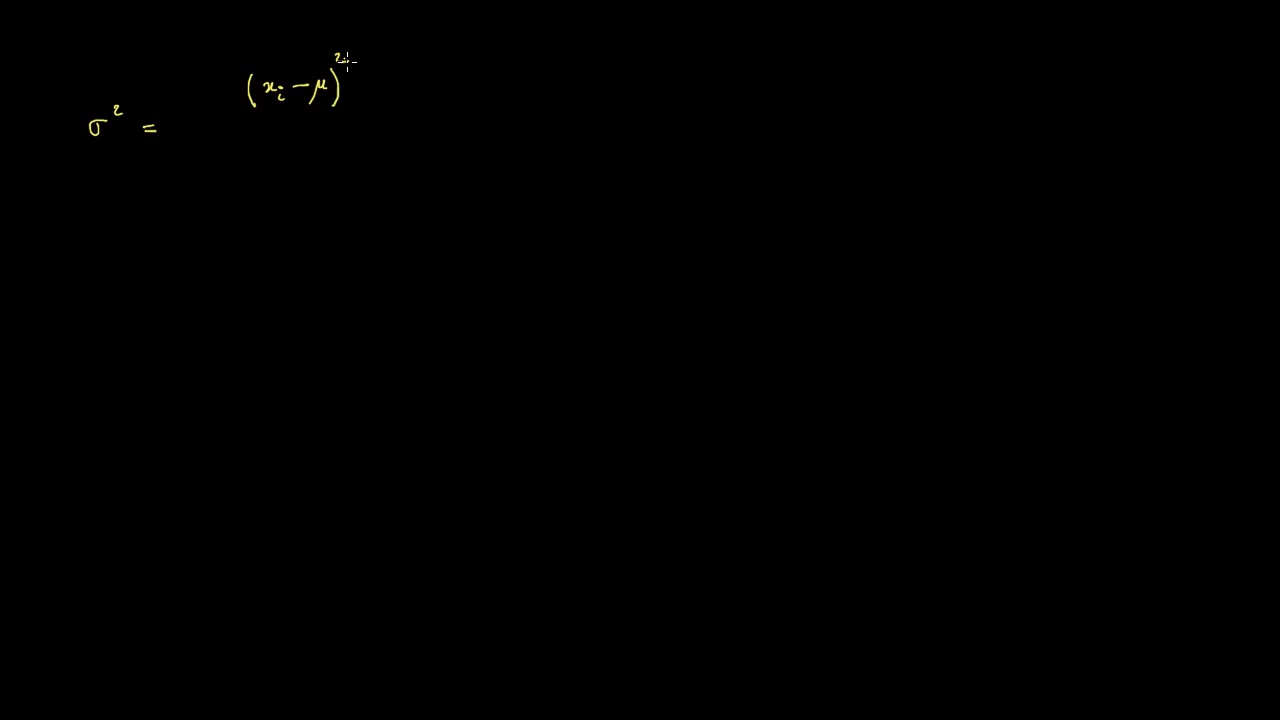 σ² = (xᵢ − μ)²